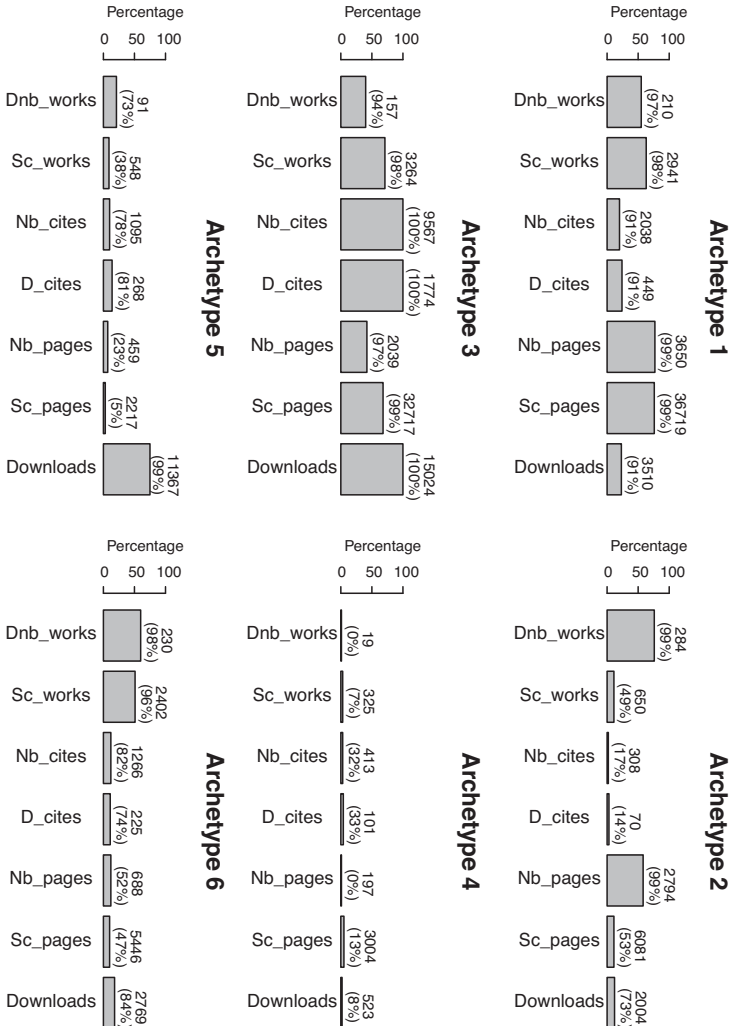 Archetype 1
Percentage
0 50 100
Dnb_works
210
(97%)
Sc_works
2941
(98%)
Nb_cites
2038
(91%)
D_cites
449
(91%)
Nb_pages
3650
(99%)
Sc_pages
36719
(99%)
Downloads
3510
(91%)
Archetype 2
Percentage
0 50 100
Dnb_works
284
(99%)
Sc_works
650
(49%)
Nb_cites
308
(17%)
D_cites
70
(14%)
Nb_pages
2794
(99%)
Sc_pages
6081
(53%)
Downloads
2004
(73%)
Archetype 3
Percentage
0 50 100
Dnb_works
157
(94%)
Sc_works
3264
(98%)
Nb_cites
9567
(100%)
D_cites
1774
(100%)
Nb_pages
2039
(97%)
Sc_pages
32717
(99%)
Downloads
15024
(100%)
Archetype 4
Percentage
0 50 100
Dnb_works
19
(0%)
Sc_works
325
(7%)
Nb_cites
413
(32%)
D_cites
101
(33%)
Nb_pages
197
(0%)
Sc_pages
3004
(13%)
Downloads
523
(8%)
Archetype 5
Percentage
0 50 100
Dnb_works
91
(73%)
Sc_works
548
(38%)
Nb_cites
1095
(78%)
D_cites
268
(81%)
Nb_pages
459
(23%)
Sc_pages
2217
(5%)
Downloads
11367
(99%)
Archetype 6
Percentage
0 50 100
Dnb_works
230
(98%)
Sc_works
2402
(96%)
Nb_cites
1266
(82%)
D_cites
225
(74%)
Nb_pages
688
(52%)
Sc_pages
5446
(47%)
Downloads
2769
(84%)